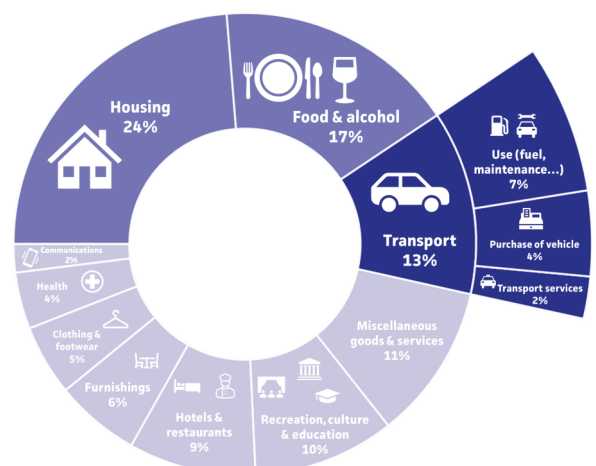 Housing
24%
Food & alcohol
17%
Transport
13%
Use (fuel,
maintenance...)
7%
Purchase of vehicle
4%
Transport services
2%
Miscellaneous
goods & services
11%
Recreation, culture
& education
10%
Hotels &
restaurants
9%
Furnishings
6%
Clothing &
footwear
5%
Health
4%
Communications
2%